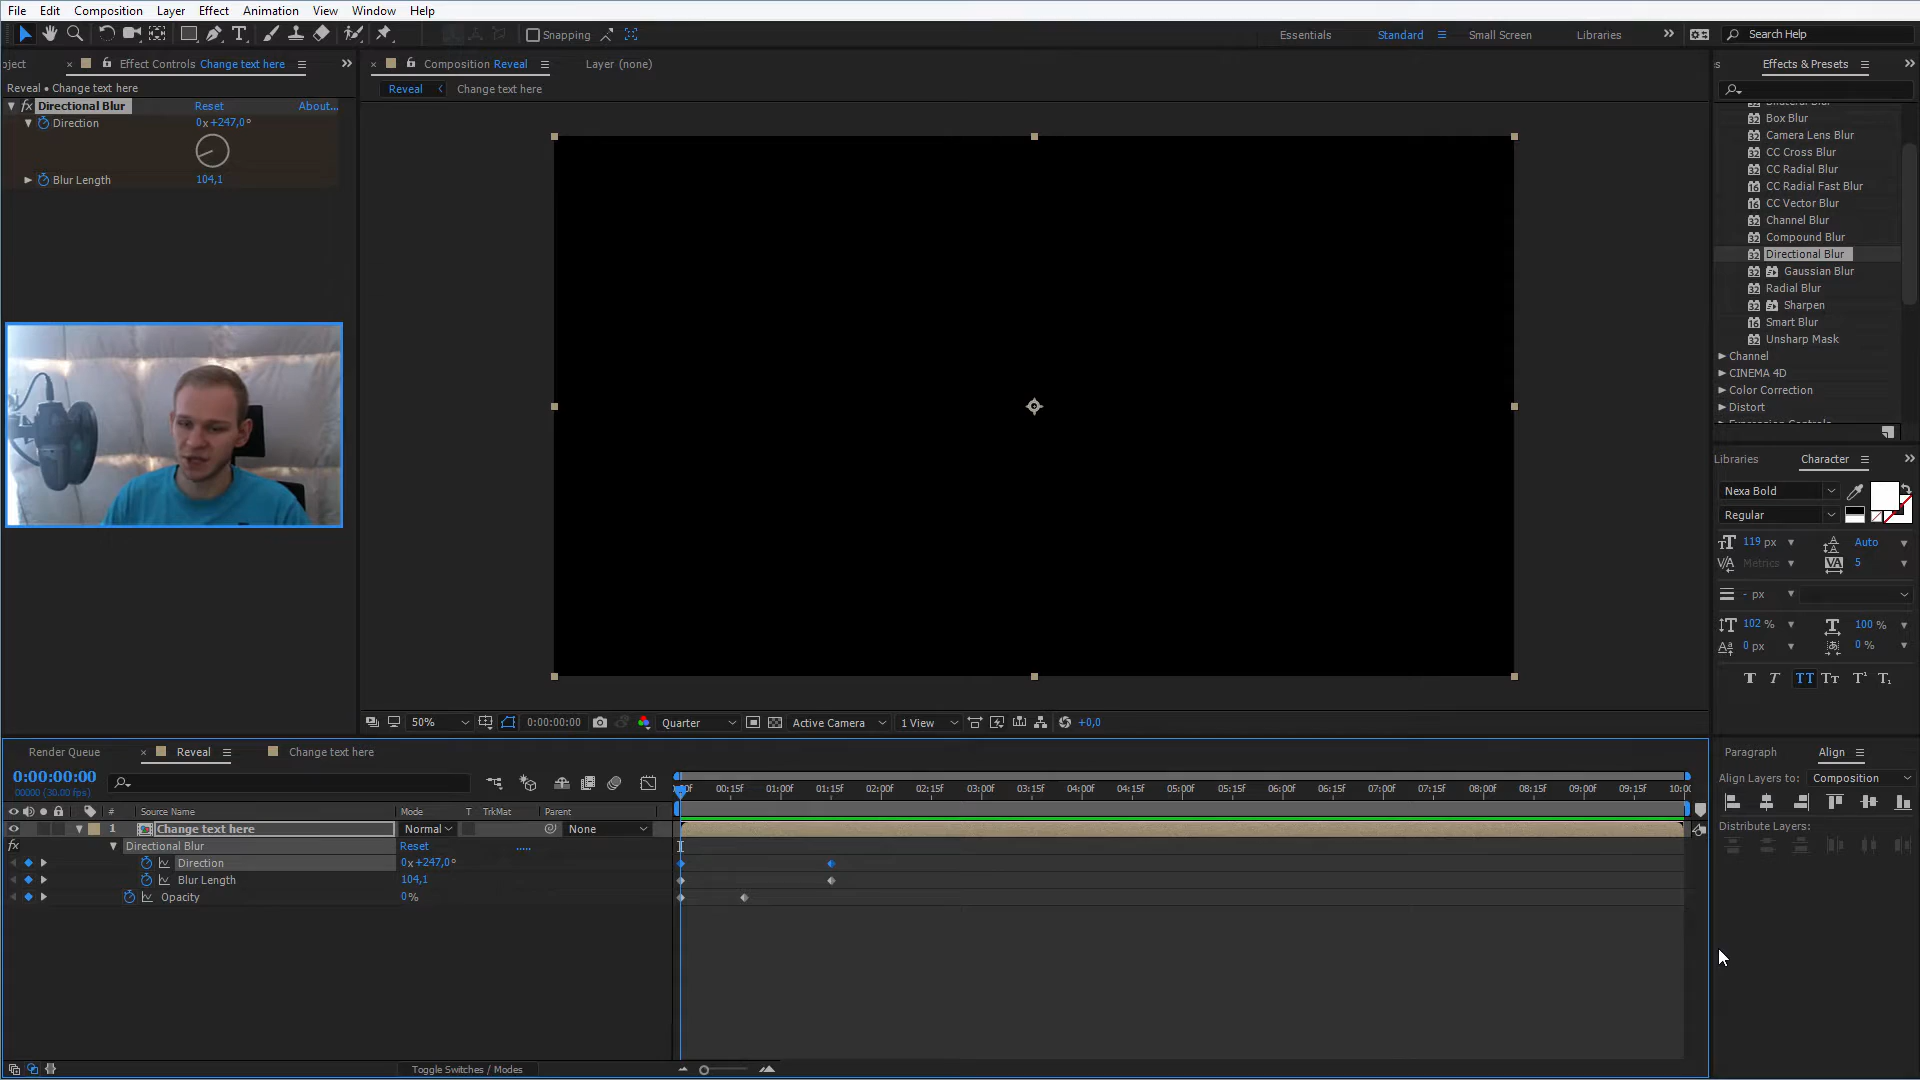 File Edit Composition Layer Effect Animation View Window Help
Snapping
Essentials Standard Small Screen Libraries Search Help
oject Effect Controls Change text here
Composition Reveal Layer (none)
Effects & Presets
Reveal • Change text here
Reveal Change text here
Directional Blur Reset About...
Direction 0x+247,0°
Blur Length 104,1
Box Blur
Camera Lens Blur
CC Cross Blur
CC Radial Blur
CC Radial Fast Blur
CC Vector Blur
Channel Blur
Compound Blur
Directional Blur
Gaussian Blur
Radial Blur
Sharpen
Smart Blur
Unsharp Mask
Channel
CINEMA 4D
Color Correction
Distort
Libraries Character
Nexa Bold
Regular
119 px Auto
Metrics 5
- px
102 % 100 %
0 px 0 %
TT TT T¹ T₁
50% 0:00:00:00 Quarter Active Camera 1 View +0,0
Render Queue Reveal Change text here
Paragraph Align
0:00:00:00
00000 (30.00 fps)
00:15f 01:00f 01:15f 02:00f 02:15f 03:00f 03:15f 04:00f 04:15f 05:00f 05:15f 06:00f 06:15f 07:00f 07:15f 08:00f 08:15f 09:00f 09:15f 10:00
Align Layers to: Composition
# Source Name Mode T TrkMat Parent
1 Change text here Normal None
Distribute Layers:
fx Directional Blur Reset .....
Direction 0x+247,0°
Blur Length 104,1
Opacity 0%
Toggle Switches / Modes